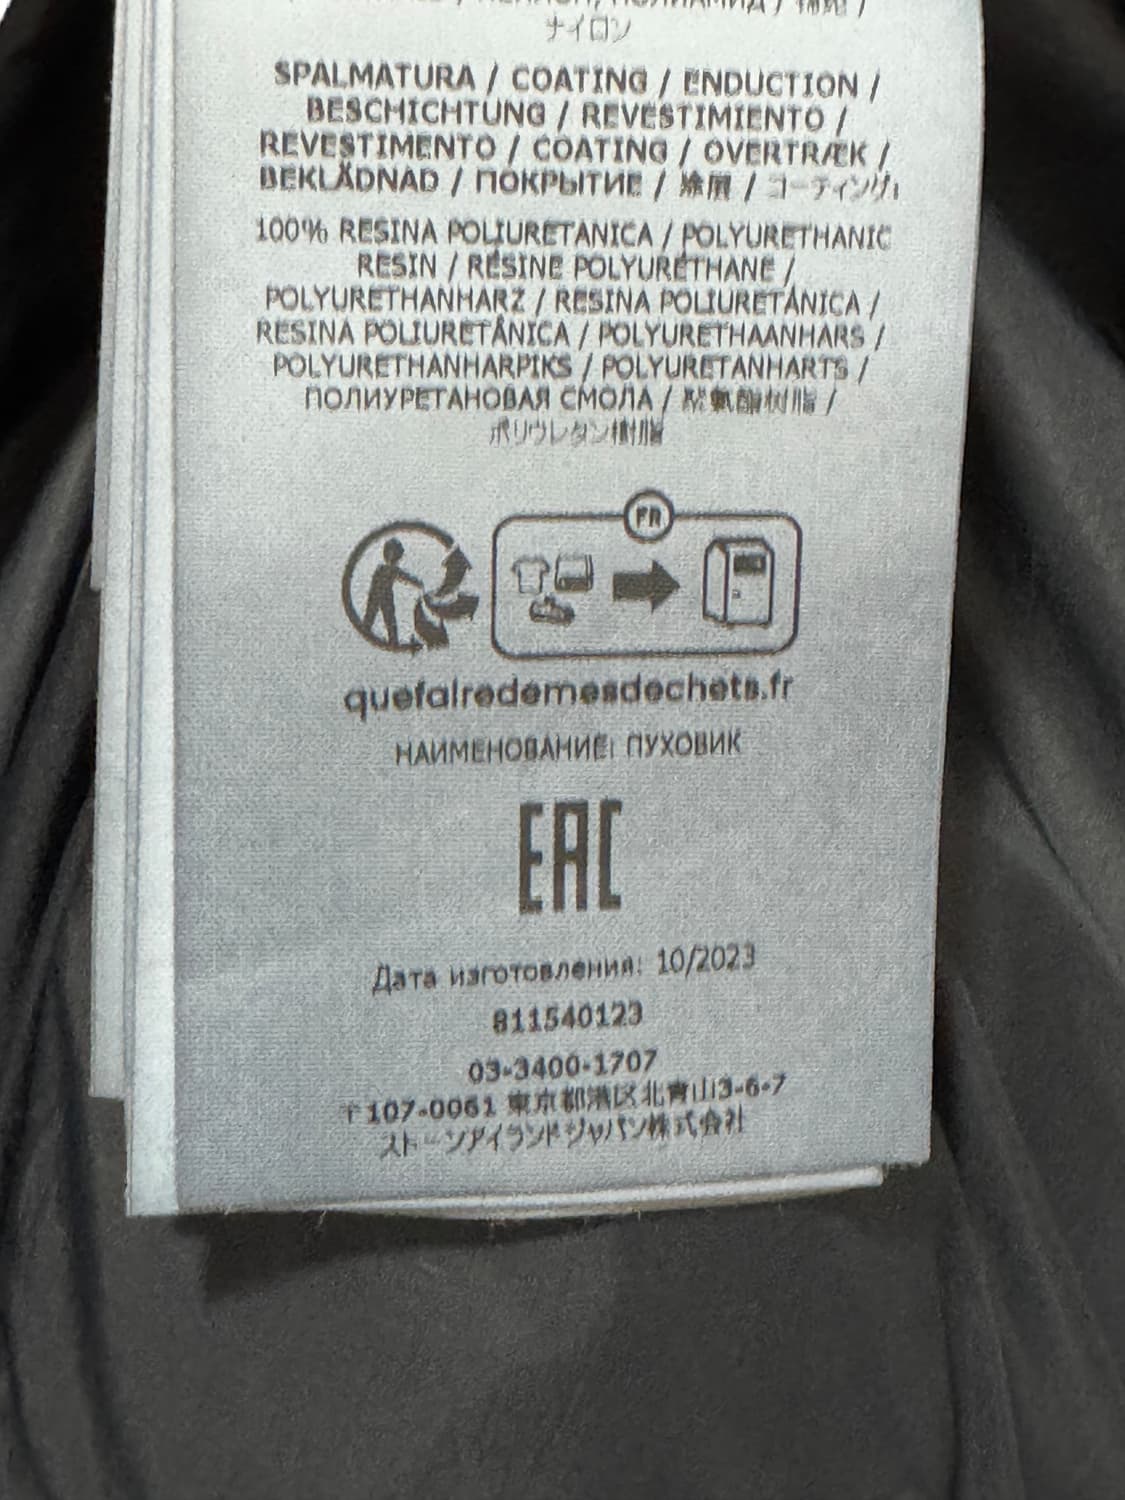 ナイロン
SPALMATURA / COATING / ENDUCTION /
BESCHICHTUNG / REVESTIMIENTO /
REVESTIMENTO / COATING / OVERTRÆK /
BEKLÄDNAD / ПОКРЫТИЕ / 涂层 / コーティング
100% RESINA POLIURETANICA / POLYURETHANIC
RESIN / RÉSINE POLYURÉTHANE /
POLYURETHANHARZ / RESINA POLIURETÁNICA /
RESINA POLIURETÂNICA / POLYURETHAANHARS /
POLYURETHANHARPIKS / POLYURETANHARTS /
ПОЛИУРЕТАНОВАЯ СМОЛА / 聚氨酯树脂 /
ポリウレタン樹脂
FR
quefairedemesdechets.fr
НАИМЕНОВАНИЕ: ПУХОВИК
EAC
Дата изготовления: 10/2023
811540123
03-3400-1707
〒107-0061 東京都港区北青山3-6-7
ストーンアイランドジャパン株式会社